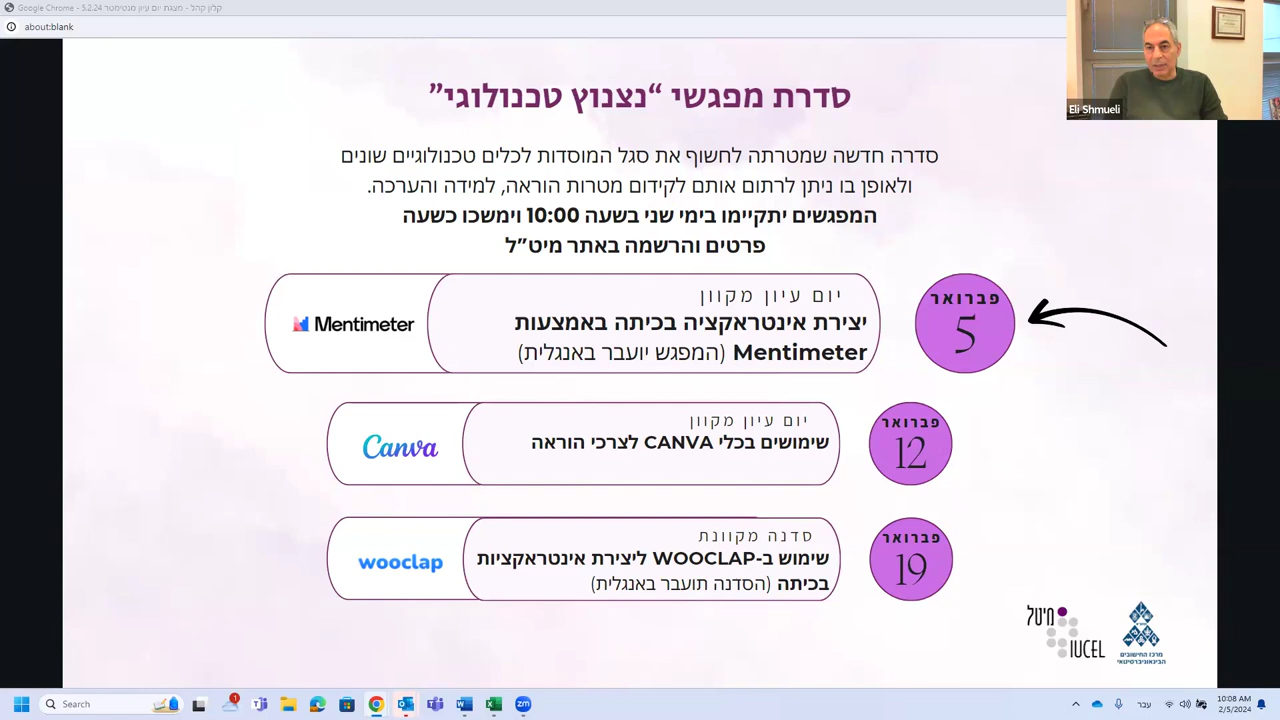 קלון קהל - מצגת יום עיון מנטימטר 5.2.24 - Google Chrome
about:blank
Eli Shmueli
סדרת מפגשי “נצנוץ טכנולוגי”
סדרה חדשה שמטרתה לחשוף את סגל המוסדות לכלים טכנולוגיים שונים
ולאופן בו ניתן לרתום אותם לקידום מטרות הוראה, למידה והערכה.
המפגשים יתקיימו בימי שני בשעה 10:00 וימשכו כשעה
פרטים והרשמה באתר מיט”ל
פברואר
5
יום עיון מקוון
יצירת אינטראקציה בכיתה באמצעות
Mentimeter (המפגש יועבר באנגלית)
Mentimeter
פברואר
12
יום עיון מקוון
שימושים בכלי CANVA לצרכי הוראה
Canva
פברואר
19
סדנה מקוונת
שימוש ב-WOOCLAP ליצירת אינטראקציות
בכיתה (הסדנה תועבר באנגלית)
wooclap
מיטל
IUCEL
מרכז החישובים
הבינאוניברסיטאי
Search
1
zm
עבר
10:08 AM
2/5/2024